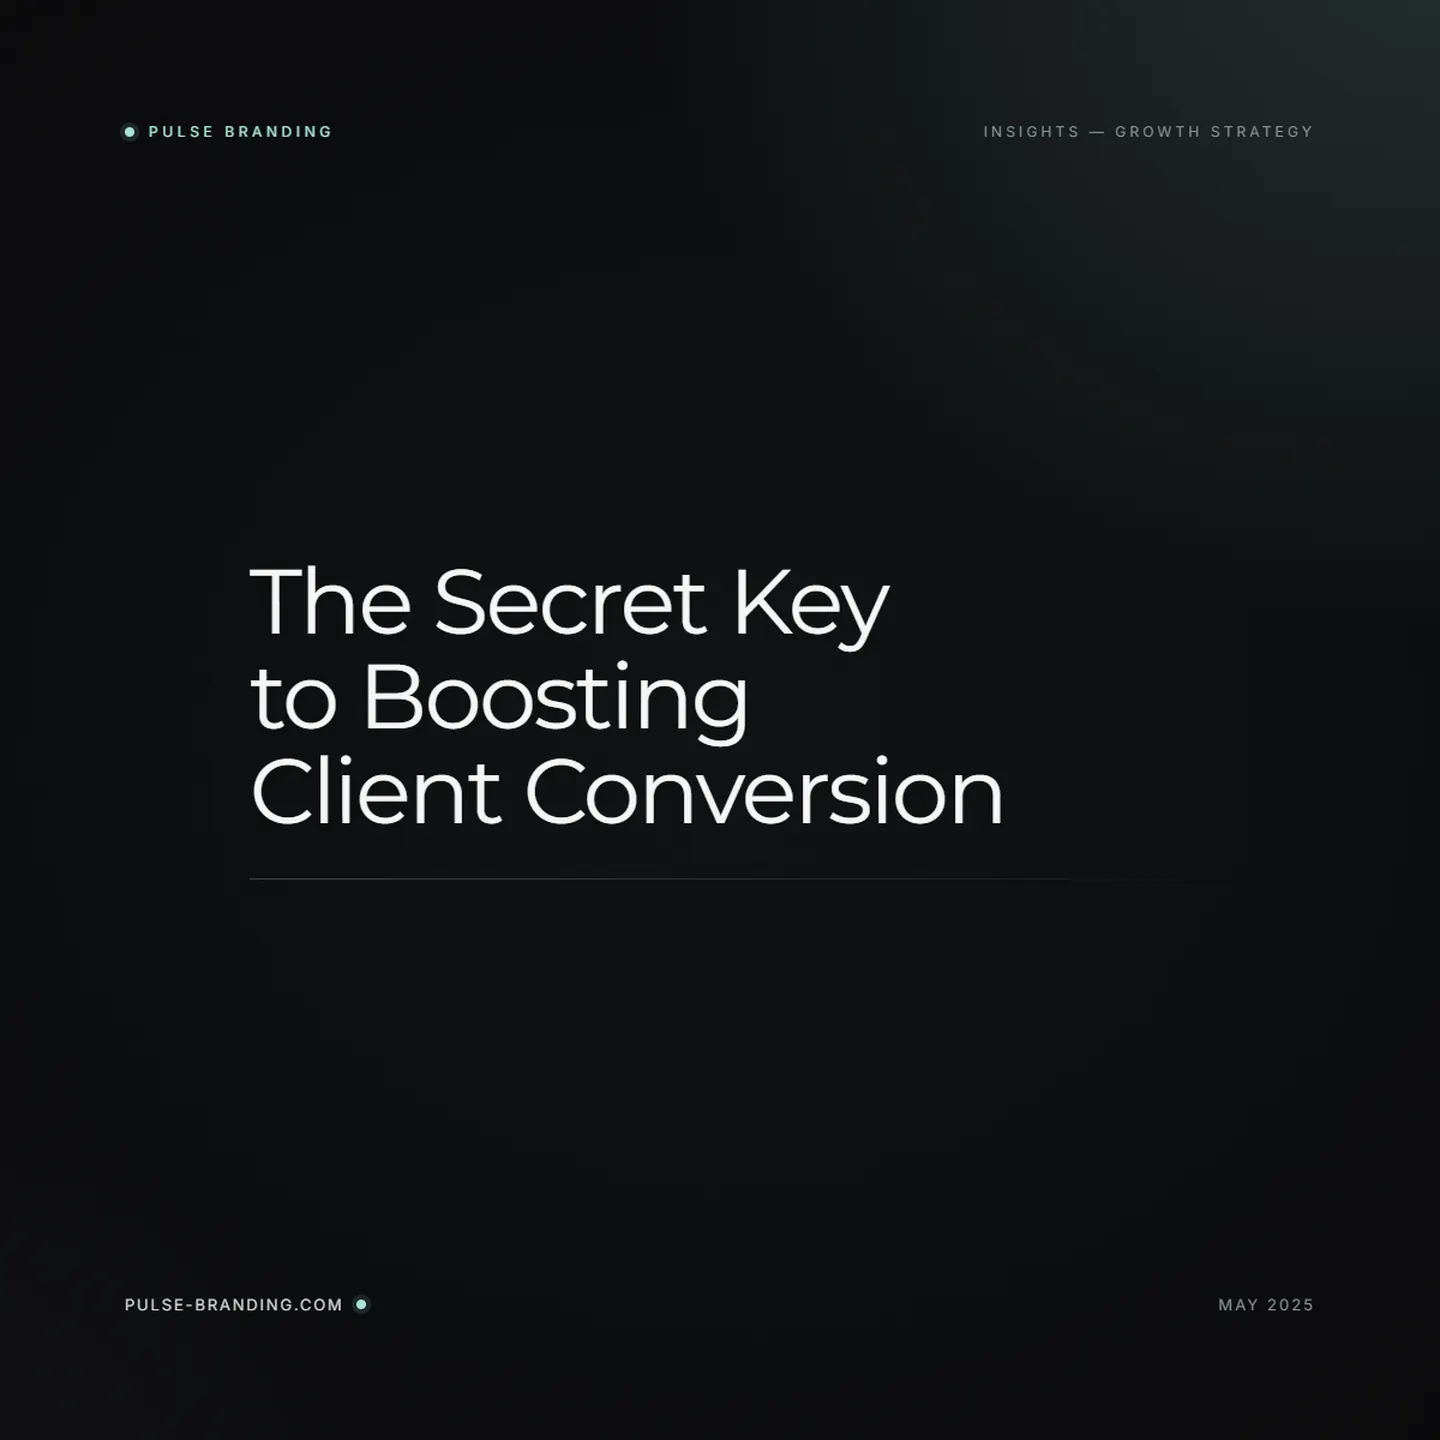 PULSE BRANDING
INSIGHTS — GROWTH STRATEGY
The Secret Key
to Boosting
Client Conversion
PULSE-BRANDING.COM
MAY 2025